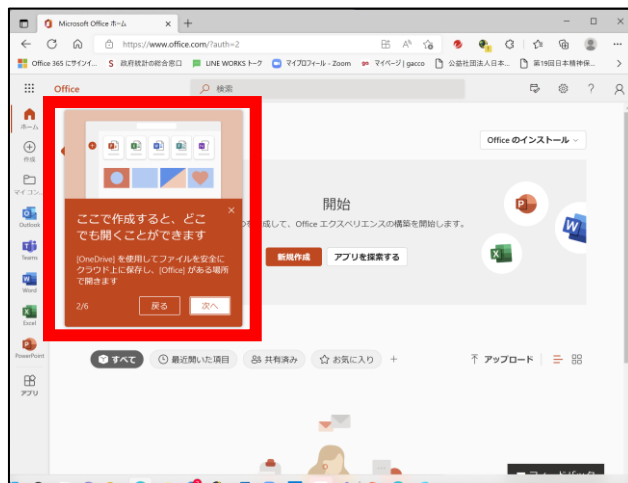 Microsoft Office ホーム
https://www.office.com/?auth=2
Office 365 にサインイ...
政府統計の総合窓口
LINE WORKS トーク
マイプロフィール - Zoom
マイページ | gacco
公益社団法人日本...
第19回日本精神保...
Office
検索
ホーム
作成
マイ コン...
Outlook
Teams
Word
Excel
PowerPoint
アプリ
Office のインストール
ここで作成すると、どこ
でも開くことができます
[OneDrive] を使用してファイルを安全に
クラウド上に保存し、[Office] がある場所
で開きます
2/6
戻る
次へ
開始
成して、Office エクスペリエンスの構築を開始します。
新規作成
アプリを探索する
すべて
最近開いた項目
共有済み
お気に入り
アップロード